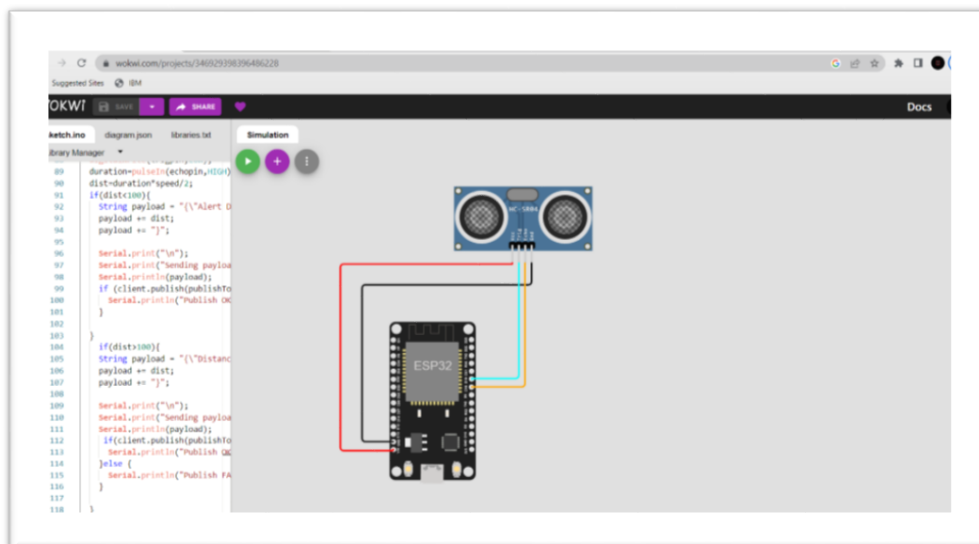 wokwi.com/projects/346929398396486228
Suggested Sites IBM
WOKWI SAVE SHARE Docs
sketch.ino diagram.json libraries.txt Simulation
Library Manager
89 duration=pulseIn(echopin,HIGH)
90 dist=duration*speed/2;
91 if(dist<100){
92 String payload = "{\"Alert D
93 payload += dist;
94 payload += "}";
95
96 Serial.print("\n");
97 Serial.print("Sending payloa
98 Serial.println(payload);
99 if (client.publish(publishTo
100 Serial.println("Publish OK
101 }
102
103 }
104 if(dist>100){
105 String payload = "{\"Distanc
106 payload += dist;
107 payload += "}";
108
109 Serial.print("\n");
110 Serial.print("Sending payloa
111 Serial.println(payload);
112 if(client.publish(publishTo
113 Serial.println("Publish OK
114 }else {
115 Serial.println("Publish FA
116 }
117
118 }
HC-SR04
ESP32